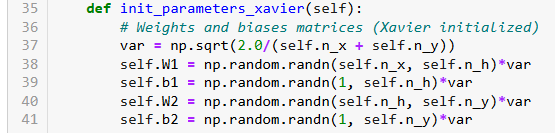 35 def init_parameters_xavier(self):
36 # Weights and biases matrices (Xavier initialized)
37 var = np.sqrt(2.0/(self.n_x + self.n_y))
38 self.W1 = np.random.randn(self.n_x, self.n_h)*var
39 self.b1 = np.random.randn(1, self.n_h)*var
40 self.W2 = np.random.randn(self.n_h, self.n_y)*var
41 self.b2 = np.random.randn(1, self.n_y)*var